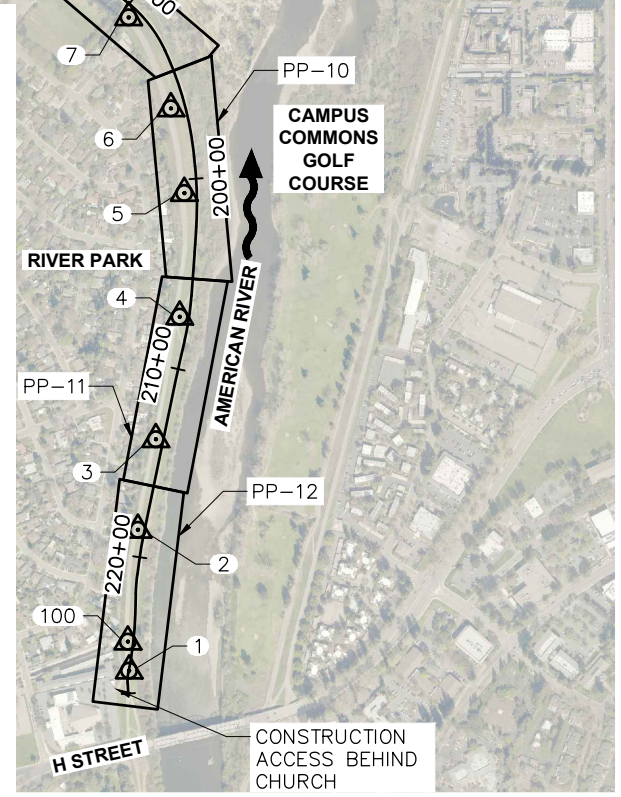 00
7
PP-10
6
CAMPUS
COMMONS
GOLF
COURSE
200+00
5
RIVER PARK
4
AMERICAN RIVER
210+00
PP-11
3
PP-12
220+00
2
100
1
CONSTRUCTION
ACCESS BEHIND
CHURCH
H STREET